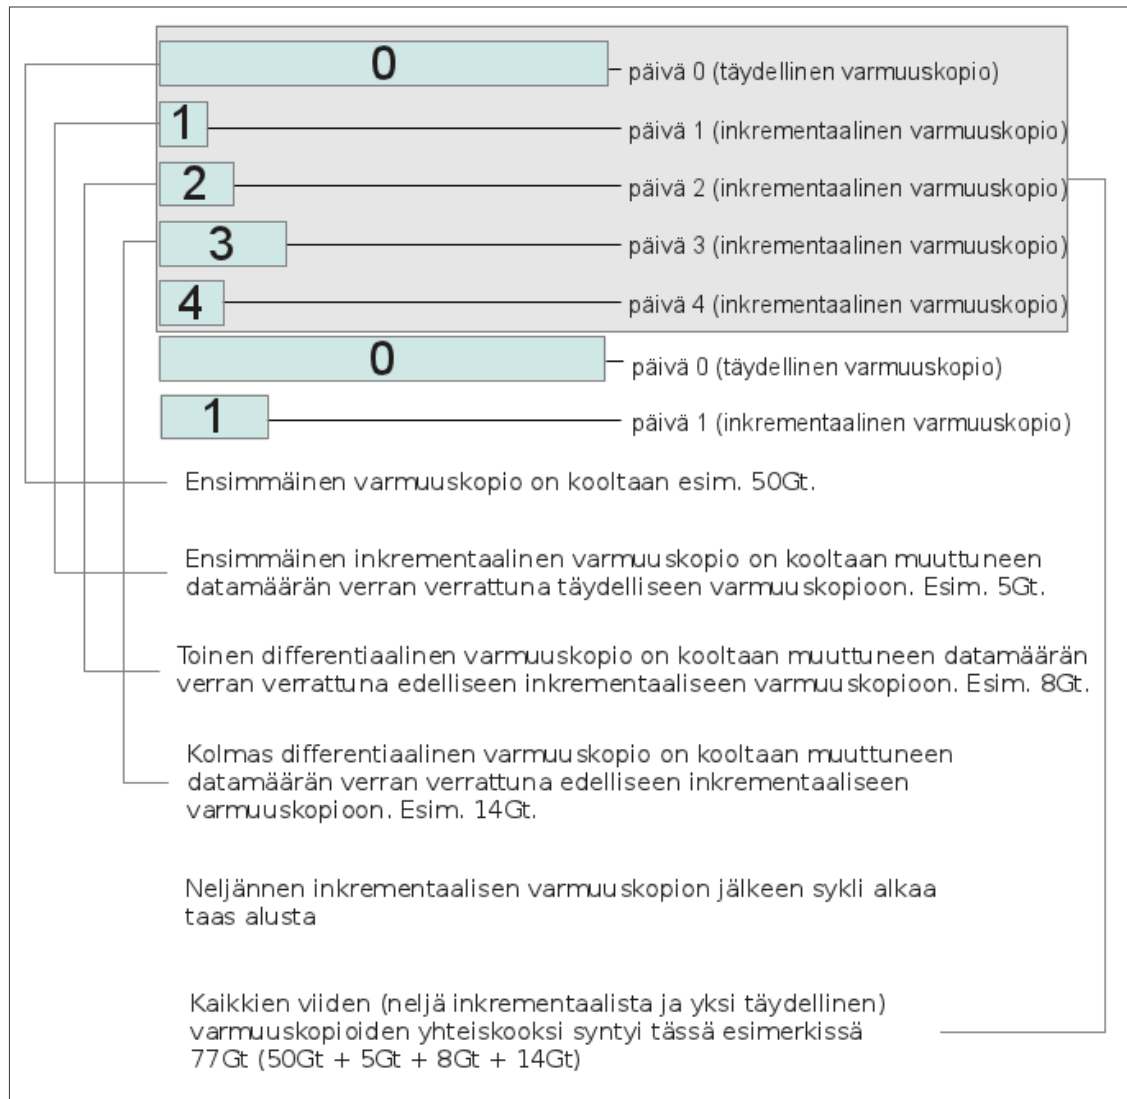 0
päivä 0 (täydellinen varmuuskopio)
1
päivä 1 (inkrementaalinen varmuuskopio)
2
päivä 2 (inkrementaalinen varmuuskopio)
3
päivä 3 (inkrementaalinen varmuuskopio)
4
päivä 4 (inkrementaalinen varmuuskopio)
0
päivä 0 (täydellinen varmuuskopio)
1
päivä 1 (inkrementaalinen varmuuskopio)
Ensimmäinen varmuuskopio on kooltaan esim. 50Gt.
Ensimmäinen inkrementaalinen varmuuskopio on kooltaan muuttuneen
datamäärän verran verrattuna täydelliseen varmuuskopioon. Esim. 5Gt.
Toinen differentiaalinen varmuuskopio on kooltaan muuttuneen datamäärän
verran verrattuna edelliseen inkrementaaliseen varmuuskopioon. Esim. 8Gt.
Kolmas differentiaalinen varmuuskopio on kooltaan muuttuneen
datamäärän verran verrattuna edelliseen inkrementaaliseen
varmuuskopioon. Esim. 14Gt.
Neljännen inkrementaalisen varmuuskopion jälkeen sykli alkaa
taas alusta
Kaikkien viiden (neljä inkrementaalista ja yksi täydellinen)
varmuuskopioiden yhteiskooksi syntyi tässä esimerkissä
77Gt (50Gt + 5Gt + 8Gt + 14Gt)